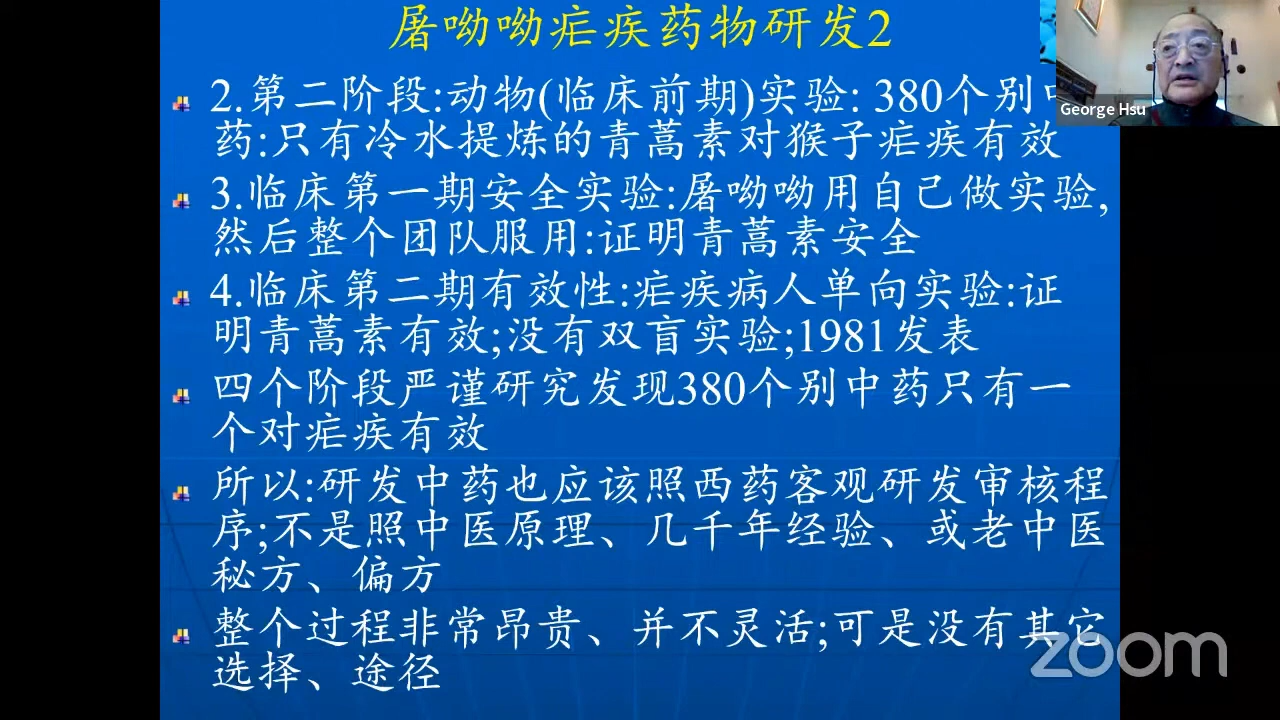 屠呦呦疟疾药物研发2
2.第二阶段:动物(临床前期)实验: 380个别中
药:只有冷水提炼的青蒿素对猴子疟疾有效
3.临床第一期安全实验:屠呦呦用自己做实验,
然后整个团队服用:证明青蒿素安全
4.临床第二期有效性:疟疾病人单向实验:证
明青蒿素有效;没有双盲实验;1981发表
四个阶段严谨研究发现380个别中药只有一
个对疟疾有效
所以:研发中药也应该照西药客观研发审核程
序;不是照中医原理、几千年经验、或老中医
秘方、偏方
整个过程非常昂贵、并不灵活;可是没有其它
选择、途径
George Hsu
zoom